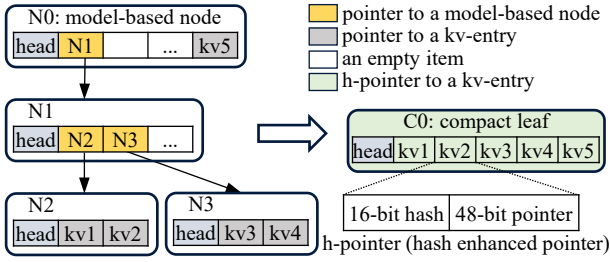 N0: model-based node
head N1 ... kv5
pointer to a model-based node
pointer to a kv-entry
an empty item
h-pointer to a kv-entry
N1
head N2 N3 ...
C0: compact leaf
head kv1 kv2 kv3 kv4 kv5
N2
head kv1 kv2
N3
head kv3 kv4
16-bit hash 48-bit pointer
h-pointer (hash enhanced pointer)